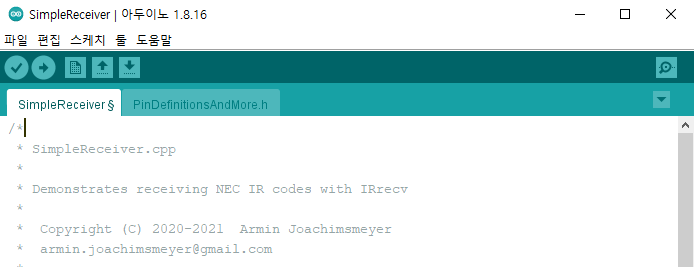 SimpleReceiver | 아두이노 1.8.16
파일 편집 스케치 툴 도움말
SimpleReceiver § PinDefinitionsAndMore.h
/*
* SimpleReceiver.cpp
*
* Demonstrates receiving NEC IR codes with IRrecv
*
* Copyright (C) 2020-2021 Armin Joachimsmeyer
* armin.joachimsmeyer@gmail.com
*